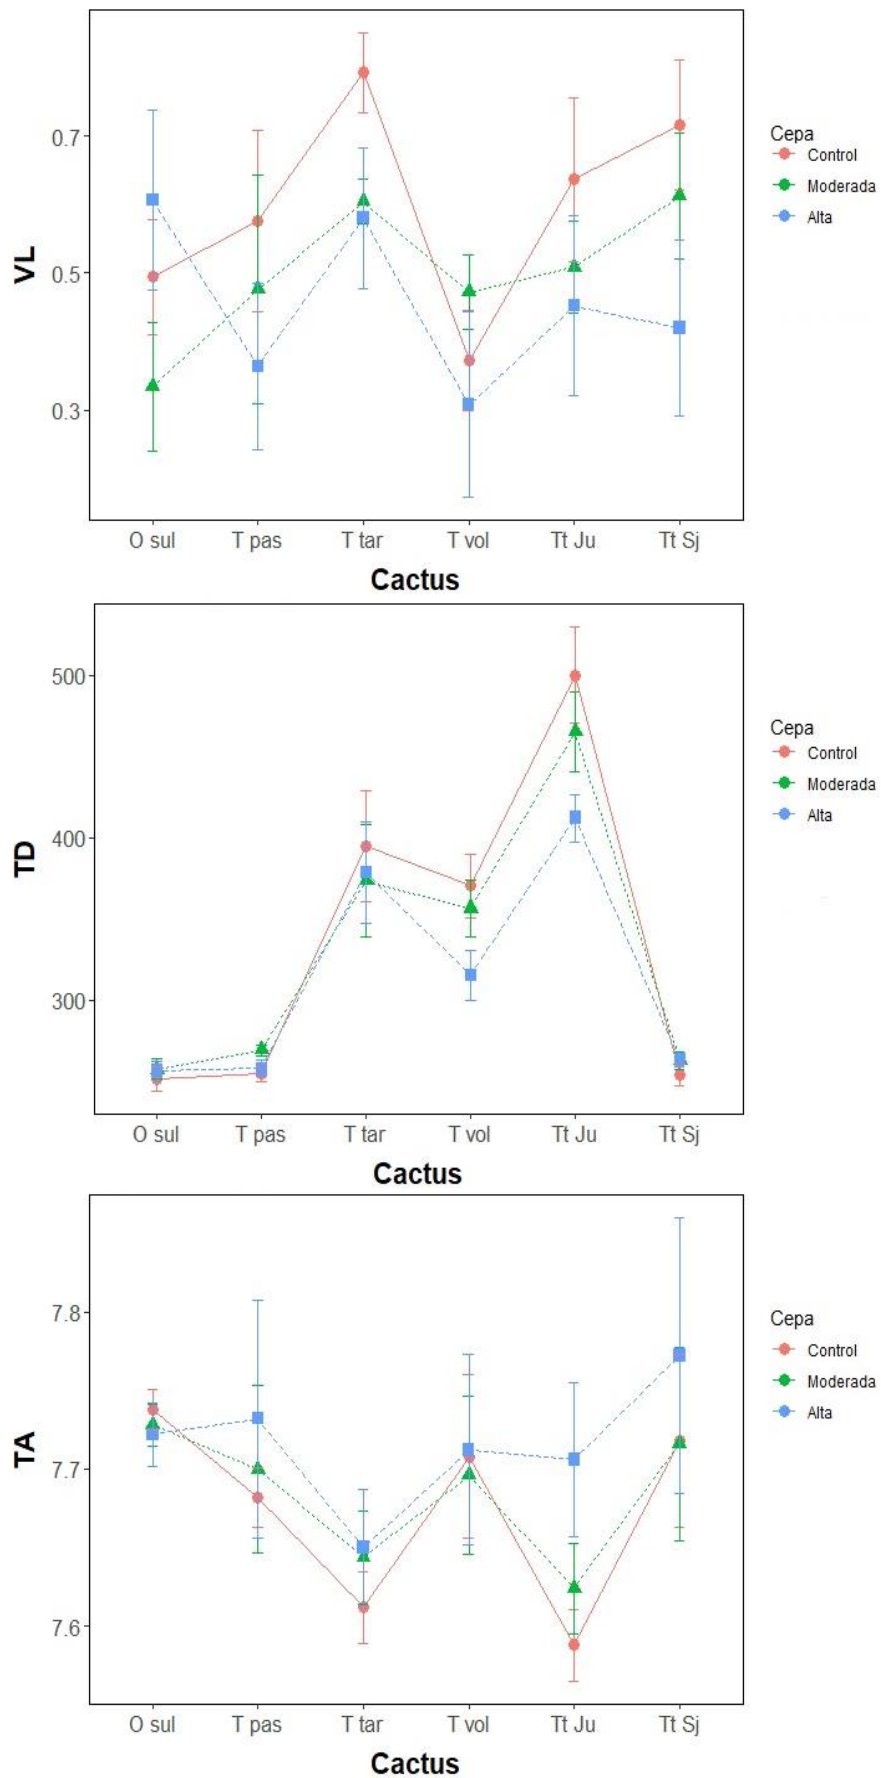 VL
0.7
0.5
0.3
O sul T pas T tar T vol Tt Ju Tt Sj
Cactus
Cepa
Control
Moderada
Alta
TD
500
400
300
O sul T pas T tar T vol Tt Ju Tt Sj
Cactus
Cepa
Control
Moderada
Alta
TA
7.8
7.7
7.6
O sul T pas T tar T vol Tt Ju Tt Sj
Cactus
Cepa
Control
Moderada
Alta